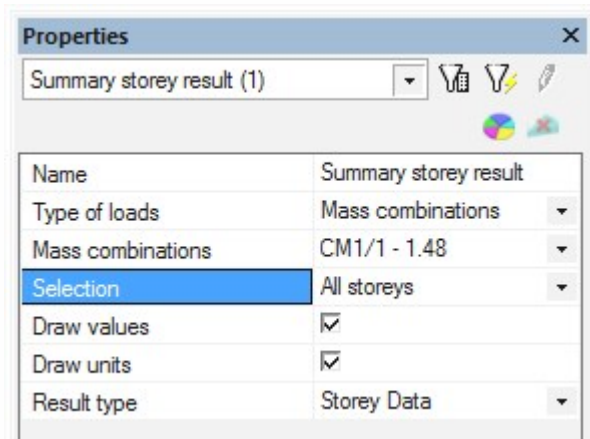 Properties
Summary storey result (1)
Name Summary storey result
Type of loads Mass combinations
Mass combinations CM1/1 - 1.48
Selection All storeys
Draw values
Draw units
Result type Storey Data